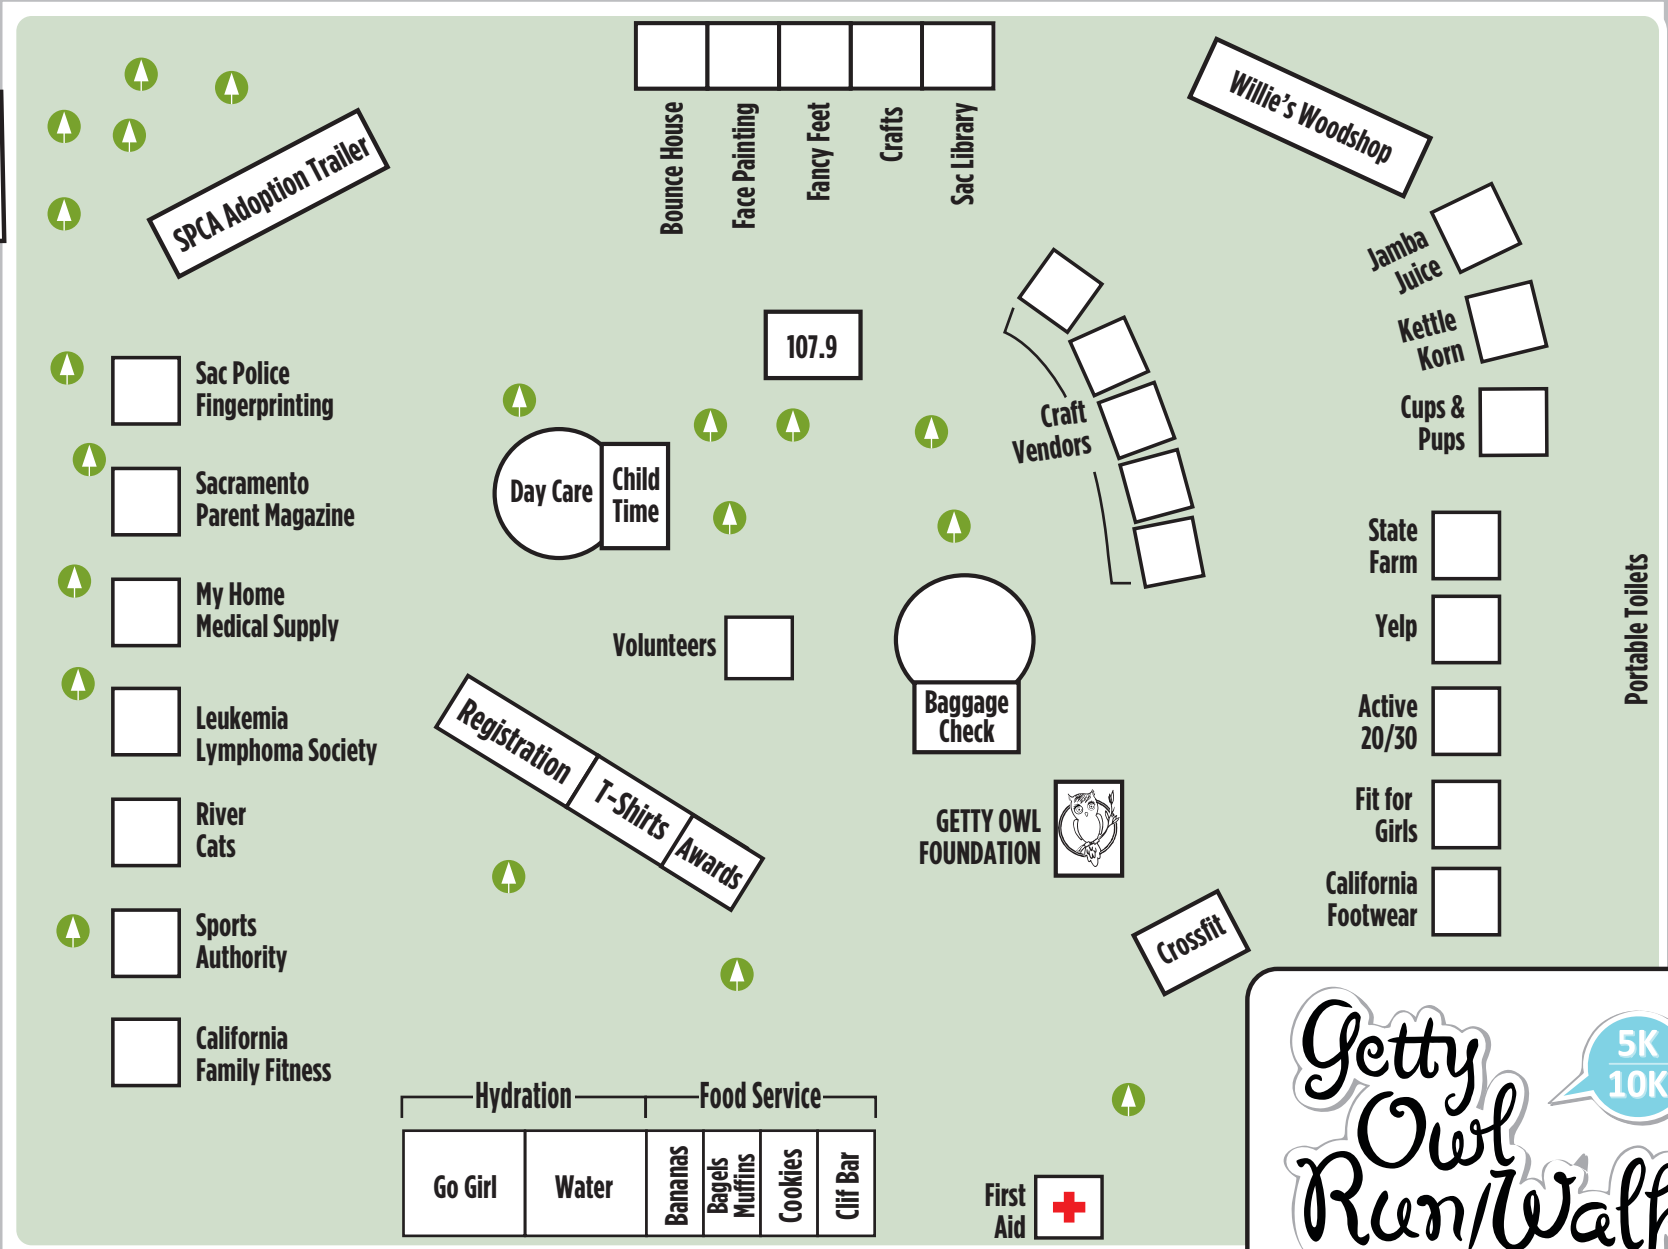 Bounce House
Face Painting
Fancy Feet
Crafts
Sac Library
Willie's Woodshop
SPCA Adoption Trailer
Jamba
Juice
Kettle
Korn
Cups &
Pups
107.9
Craft
Vendors
Sac Police
Fingerprinting
Sacramento
Parent Magazine
My Home
Medical Supply
Leukemia
Lymphoma Society
River
Cats
Sports
Authority
California
Family Fitness
Day Care
Child
Time
Volunteers
Registration
T-Shirts
Awards
Baggage
Check
GETTY OWL
FOUNDATION
Crossfit
State
Farm
Yelp
Active
20/30
Fit for
Girls
California
Footwear
Portable Toilets
Hydration
Food Service
Go Girl
Water
Bananas
Bagels
Muffins
Cookies
Clif Bar
First
Aid
Getty
Owl
Run/Walk
5K
10K